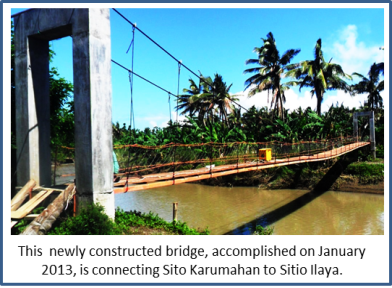 This newly constructed bridge, accomplished on January
2013, is connecting Sito Karumahan to Sitio Ilaya.